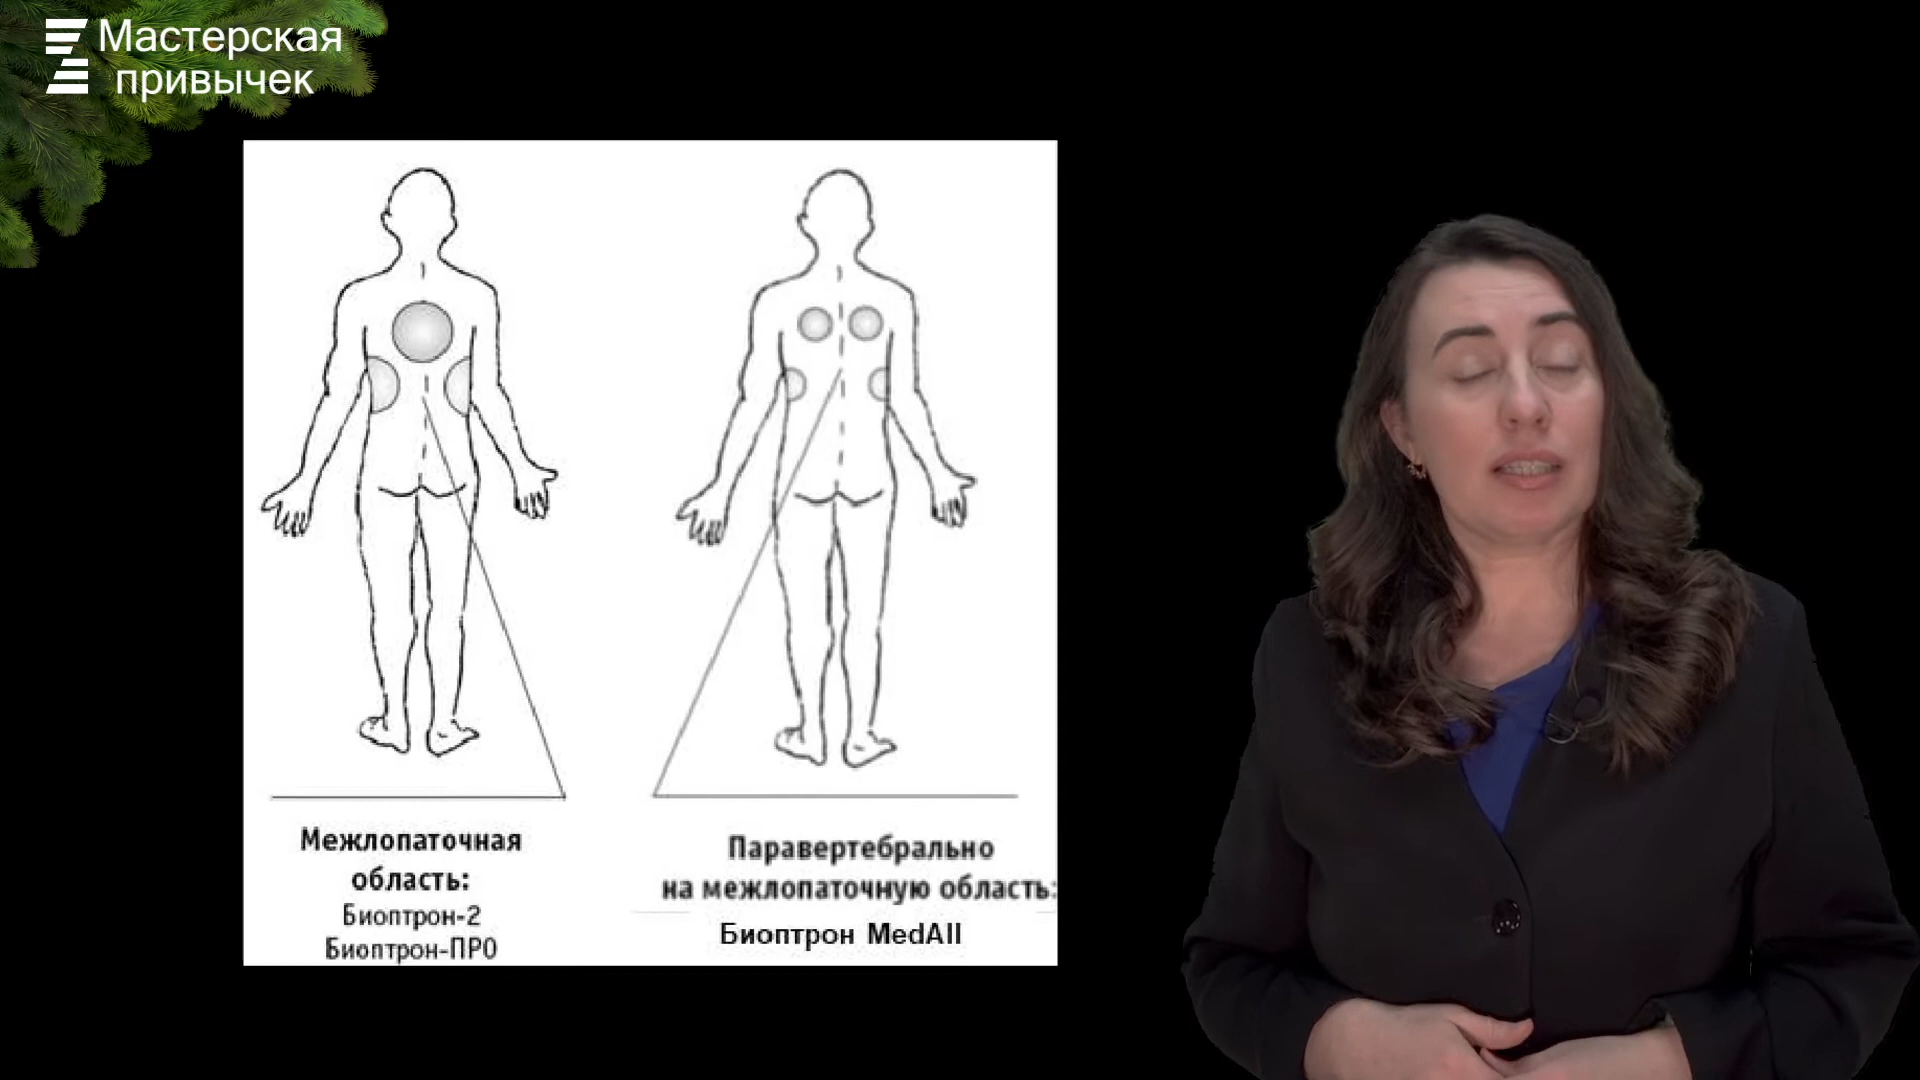 Мастерская
привычек
Межлопаточная
область:
Биоптрон-2
Биоптрон-ПРО
Паравертебрально
на межлопаточную область:
Биоптрон MedAll